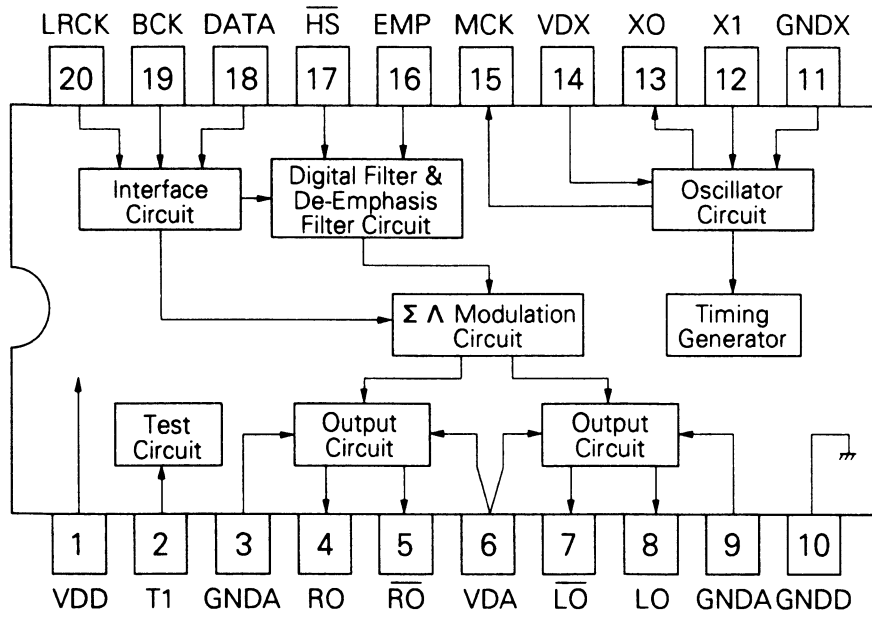 LRCK BCK DATA HS EMP MCK VDX XO X1 GNDX
20 19 18 17 16 15 14 13 12 11
Interface
Circuit
Digital Filter &
De-Emphasis
Filter Circuit
Oscillator
Circuit
Σ Λ Modulation
Circuit
Timing
Generator
Test
Circuit
Output
Circuit
Output
Circuit
1 2 3 4 5 6 7 8 9 10
VDD T1 GNDA RO R̅O̅ VDA L̅O̅ LO GNDA GNDD